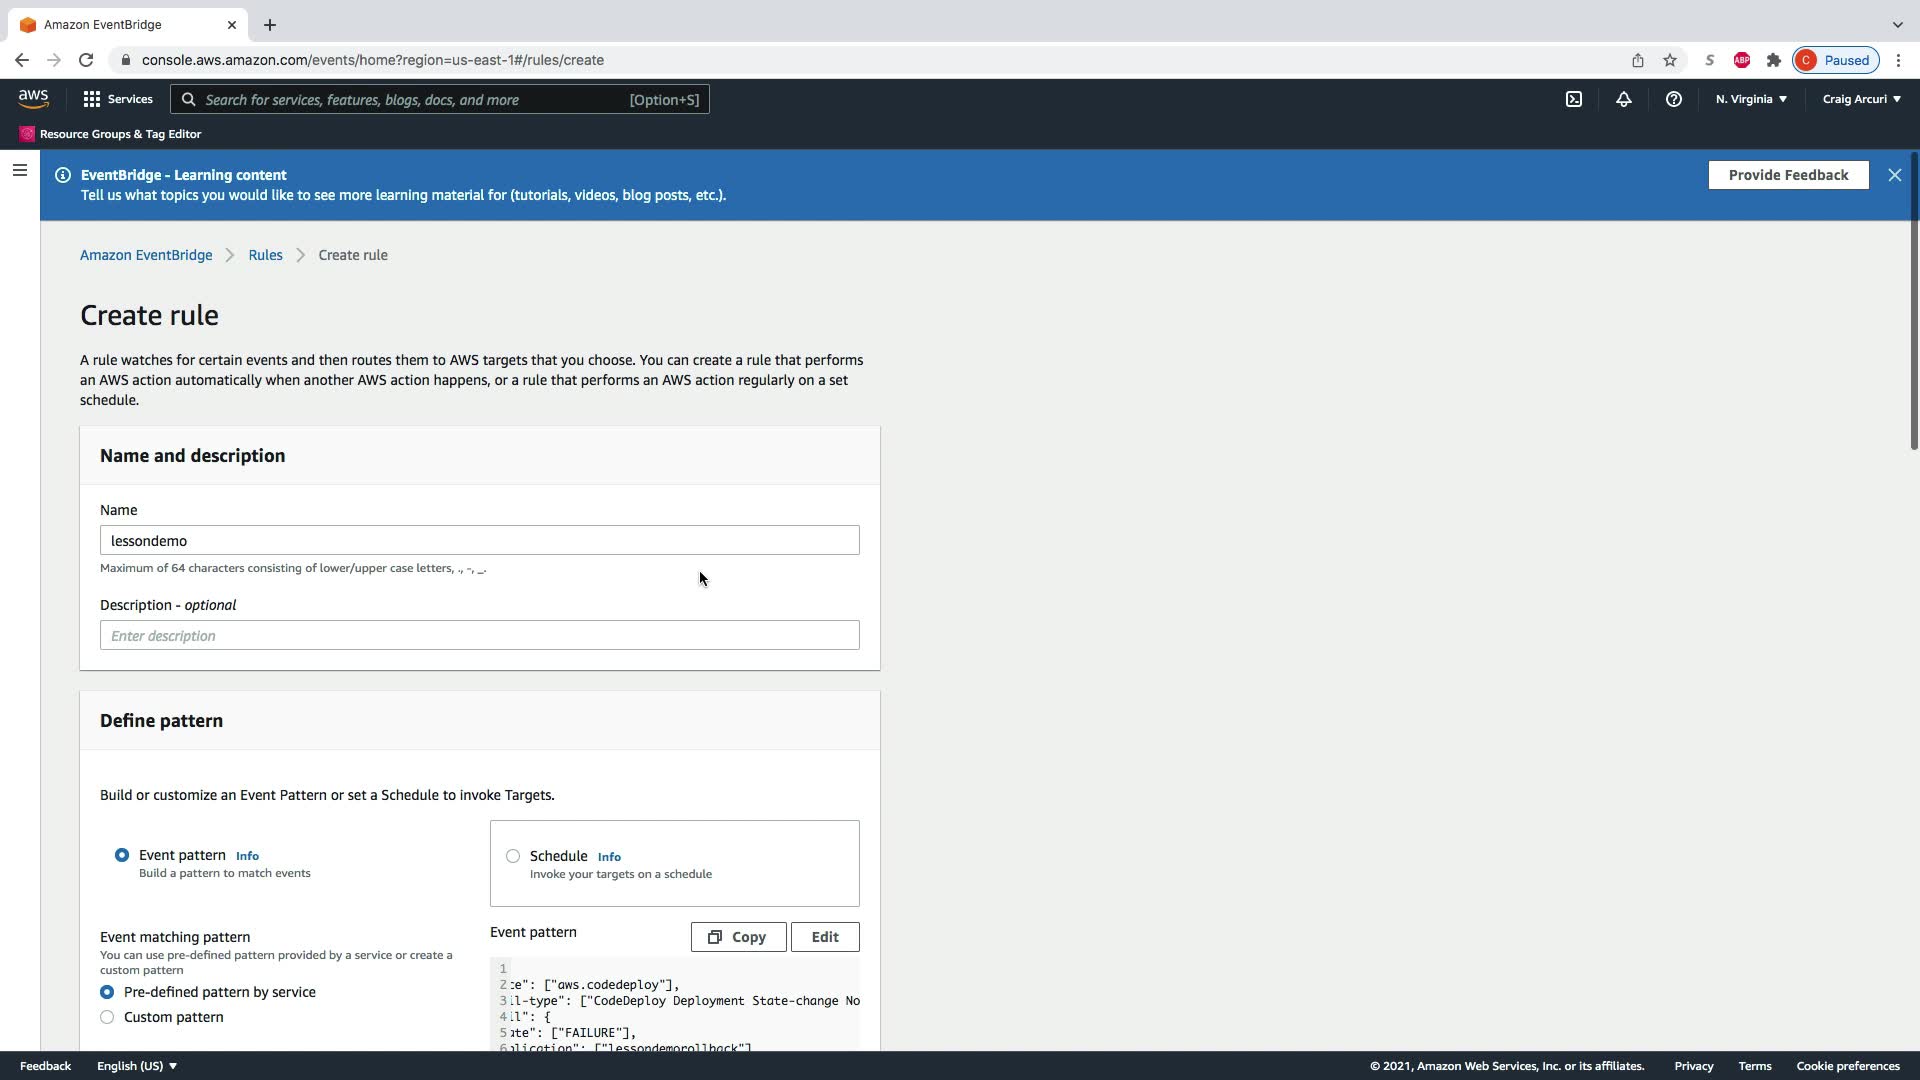 Amazon EventBridge
console.aws.amazon.com/events/home?region=us-east-1#/rules/create
S
ABP
C
Paused
aws
Services
Search for services, features, blogs, docs, and more
[Option+S]
N. Virginia
Craig Arcuri
Resource Groups & Tag Editor
EventBridge - Learning content
Tell us what topics you would like to see more learning material for (tutorials, videos, blog posts, etc.).
Provide Feedback
Amazon EventBridge
Rules
Create rule
Create rule
A rule watches for certain events and then routes them to AWS targets that you choose. You can create a rule that performs
an AWS action automatically when another AWS action happens, or a rule that performs an AWS action regularly on a set
schedule.
Name and description
Name
lessondemo
Maximum of 64 characters consisting of lower/upper case letters, ., -, _.
Description - optional
Enter description
Define pattern
Build or customize an Event Pattern or set a Schedule to invoke Targets.
Event pattern Info
Build a pattern to match events
Schedule Info
Invoke your targets on a schedule
Event matching pattern
You can use pre-defined pattern provided by a service or create a
custom pattern
Pre-defined pattern by service
Custom pattern
Event pattern
Copy
Edit
1
2 ce": ["aws.codedeploy"],
3 il-type": ["CodeDeploy Deployment State-change No
4 il": {
5 ate": ["FAILURE"],
6 plication": ["lessondemorollback"]
Feedback
English (US)
© 2021, Amazon Web Services, Inc. or its affiliates.
Privacy
Terms
Cookie preferences